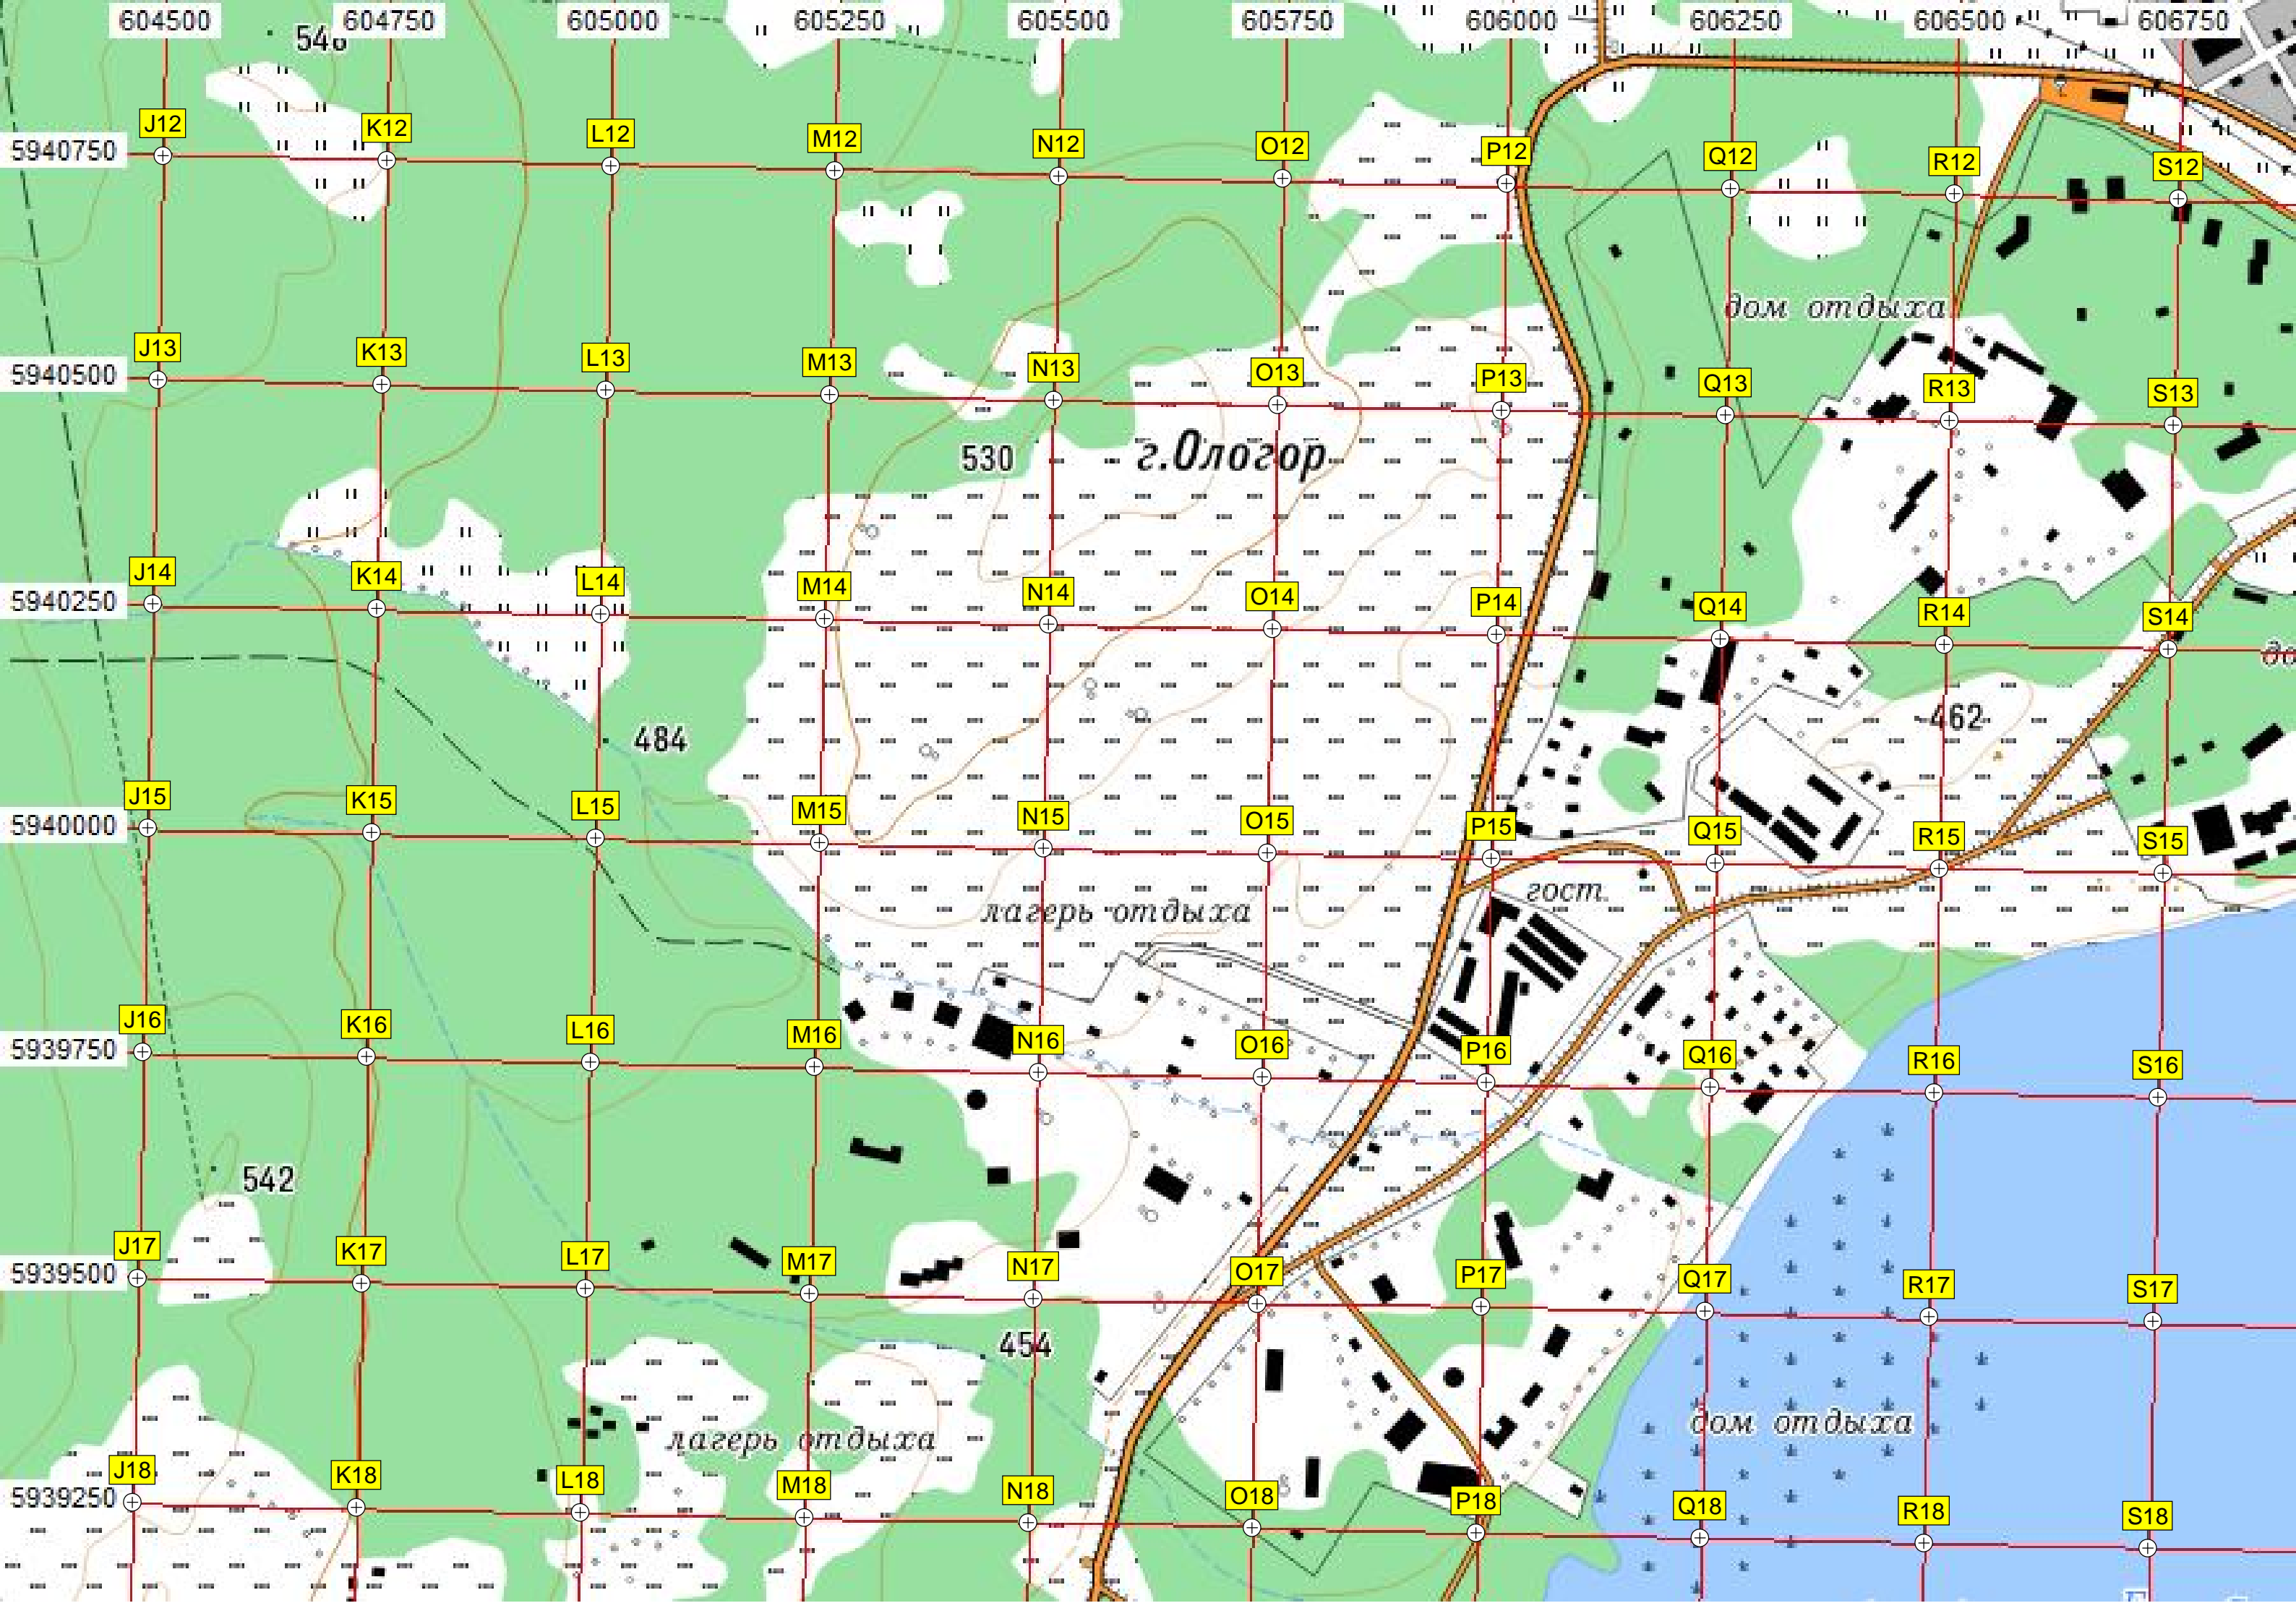 604500 604750 605000 605250 605500 605750 606000 606250 606500 606750
548
J12 K12 L12 M12 N12 O12 P12 Q12 R12 S12
5940750
дом отдыха
J13 K13 L13 M13 N13 O13 P13 Q13 R13 S13
5940500
530 г.Ологор
J14 K14 L14 M14 N14 O14 P14 Q14 R14 S14
5940250
до
484 462
J15 K15 L15 M15 N15 O15 P15 Q15 R15 S15
5940000
лагерь отдыха гост.
J16 K16 L16 M16 N16 O16 P16 Q16 R16 S16
5939750
542
J17 K17 L17 M17 N17 O17 P17 Q17 R17 S17
5939500
454
лагерь отдыха дом отдыха
J18 K18 L18 M18 N18 O18 P18 Q18 R18 S18
5939250